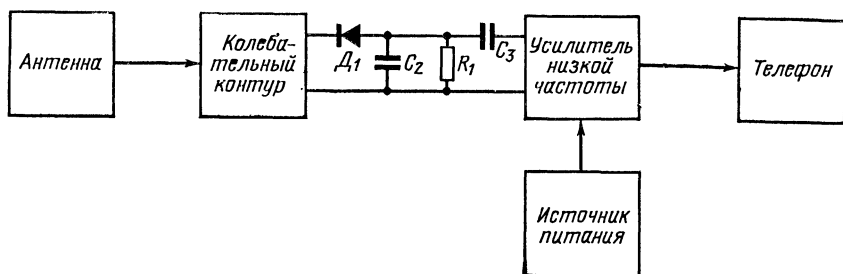 Антенна
Колеба-
тельный
контур
Д1
C2
R1
C3
Усилитель
низкой
частоты
Телефон
Источник
питания